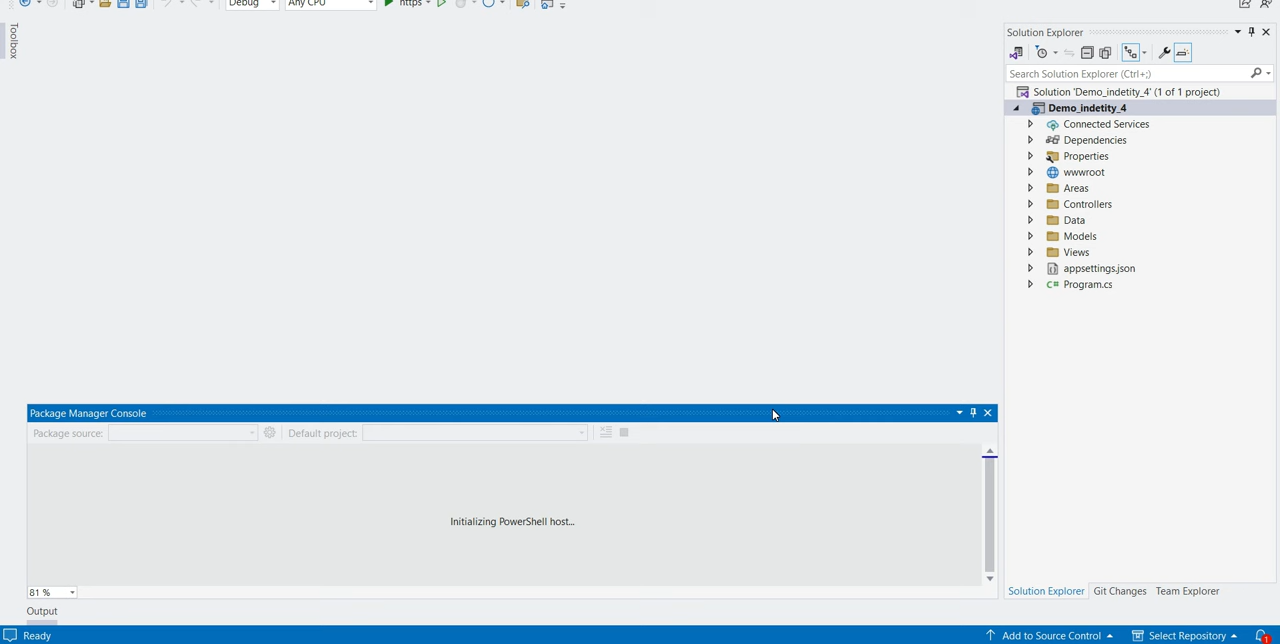 Debug
Any CPU
https
Toolbox
Solution Explorer
Search Solution Explorer (Ctrl+;)
Solution 'Demo_indetity_4' (1 of 1 project)
Demo_indetity_4
Connected Services
Dependencies
Properties
wwwroot
Areas
Controllers
Data
Models
Views
appsettings.json
C# Program.cs
Package Manager Console
Package source:
Default project:
Initializing PowerShell host...
81 %
Solution Explorer Git Changes Team Explorer
Output
Ready
Add to Source Control
Select Repository
1